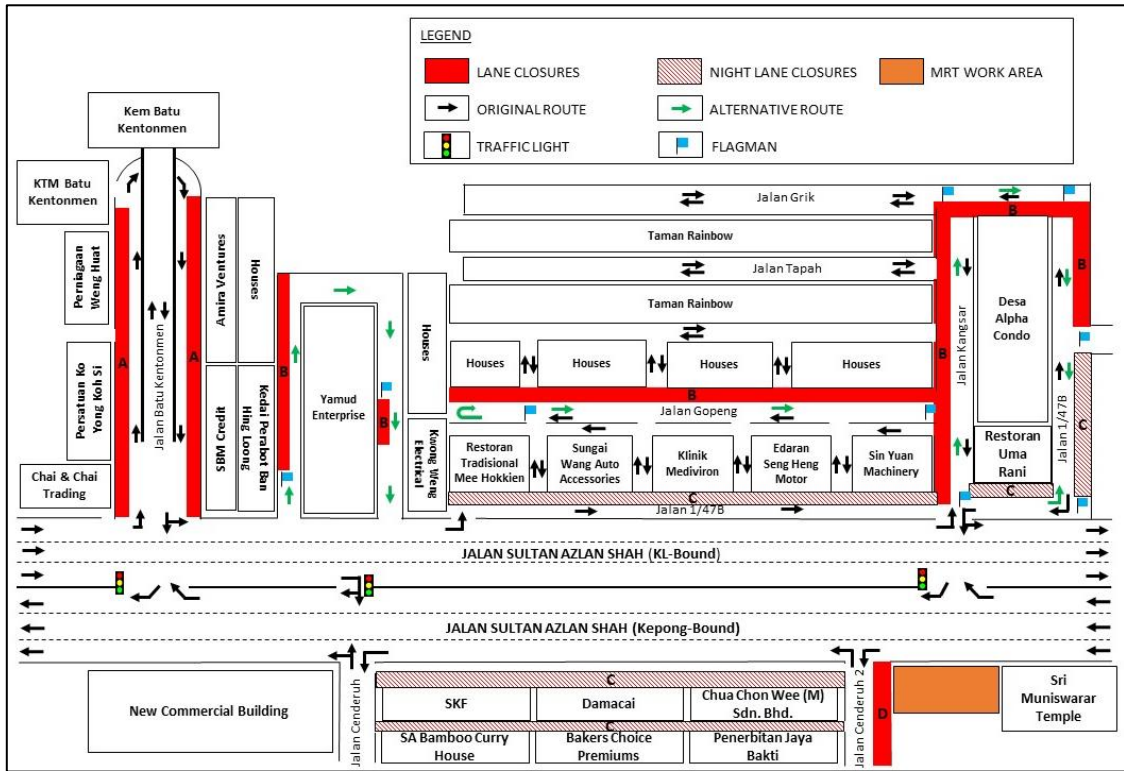 LEGEND
LANE CLOSURES
NIGHT LANE CLOSURES
MRT WORK AREA
ORIGINAL ROUTE
ALTERNATIVE ROUTE
TRAFFIC LIGHT
FLAGMAN
Kem Batu
Kentonmen
KTM Batu
Kentonmen
Perniagaan
Weng Huat
Persatuan Ko
Yong Koh Si
Chai & Chai
Trading
A
Jalan Batu Kentonmen
A
Amira Ventures
Houses
SBM Credit
Kedai Perabot Ban
Hing Loong
B
Yamud
Enterprise
B
Houses
Kwong Weng
Electrical
Jalan Grik
Taman Rainbow
Jalan Tapah
Taman Rainbow
Houses
Houses
Houses
Houses
B
Jalan Gopeng
Restoran
Tradisional
Mee Hokkien
Sungai
Wang Auto
Accessories
Klinik
Mediviron
Edaran
Seng Heng
Motor
Sin Yuan
Machinery
C
Jalan 1/47B
B
Jalan Kangsar
B
Desa
Alpha
Condo
Restoran
Uma
Rani
C
B
Jalan 1/47B
C
JALAN SULTAN AZLAN SHAH (KL-Bound)
JALAN SULTAN AZLAN SHAH (Kepong-Bound)
New Commercial Building
Jalan Cenderuh
C
SKF
Damacai
Chua Chon Wee (M)
Sdn. Bhd.
C
SA Bamboo Curry
House
Bakers Choice
Premiums
Penerbitan Jaya
Bakti
Jalan Cenderuh 2
D
Sri
Muniswarar
Temple